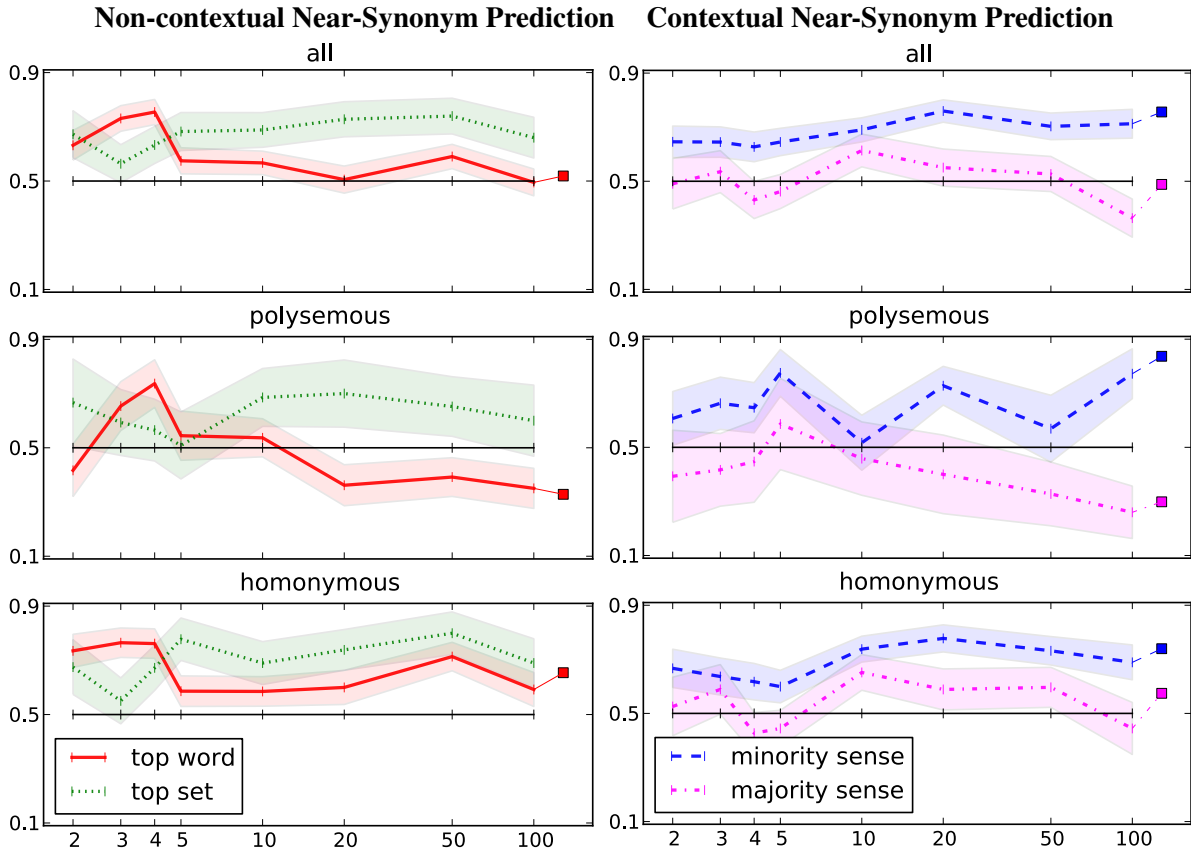 Non-contextual Near-Synonym Prediction
Contextual Near-Synonym Prediction
all
0.9
0.5
0.1
all
0.9
0.5
0.1
polysemous
0.9
0.5
0.1
polysemous
0.9
0.5
0.1
homonymous
0.9
0.5
0.1
top word
top set
2 3 4 5 10 20 50 100
homonymous
0.9
0.5
0.1
minority sense
majority sense
2 3 4 5 10 20 50 100